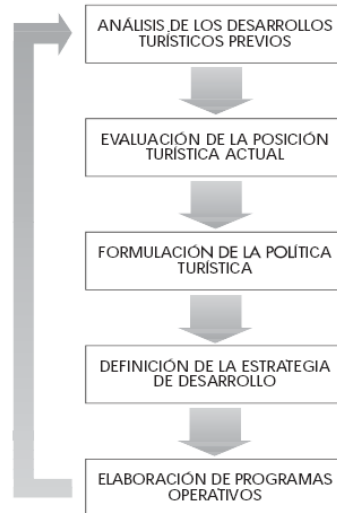 ANÁLISIS DE LOS DESARROLLOS
TURÍSTICOS PREVIOS
EVALUACIÓN DE LA POSICIÓN
TURÍSTICA ACTUAL
FORMULACIÓN DE LA POLÍTICA
TURÍSTICA
DEFINICIÓN DE LA ESTRATEGIA
DE DESARROLLO
ELABORACIÓN DE PROGRAMAS
OPERATIVOS